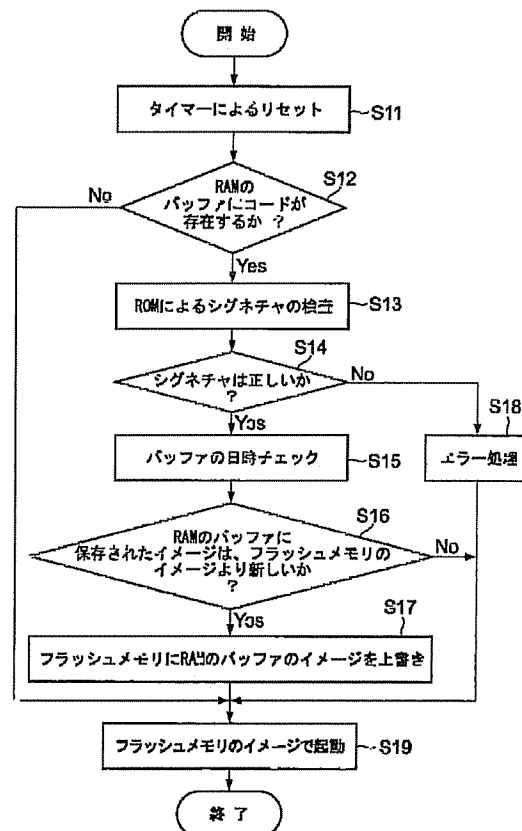 開 始
タイマーによるリセット
S11
S12
RAMの
バッファにコードが
存在するか ?
No
Yes
ROMによるシグネチャの検査
S13
S14
シグネチャは正しいか
?
No
Yes
S18
エラー処理
バッファの日時チェック
S15
S16
RAMのバッファに
保存されたイメージは、フラッシュメモリの
イメージより新しいか
?
No
Yes
S17
フラッシュメモリにRAMのバッファのイメージを上書き
フラッシュメモリのイメージで起動
S19
終 了